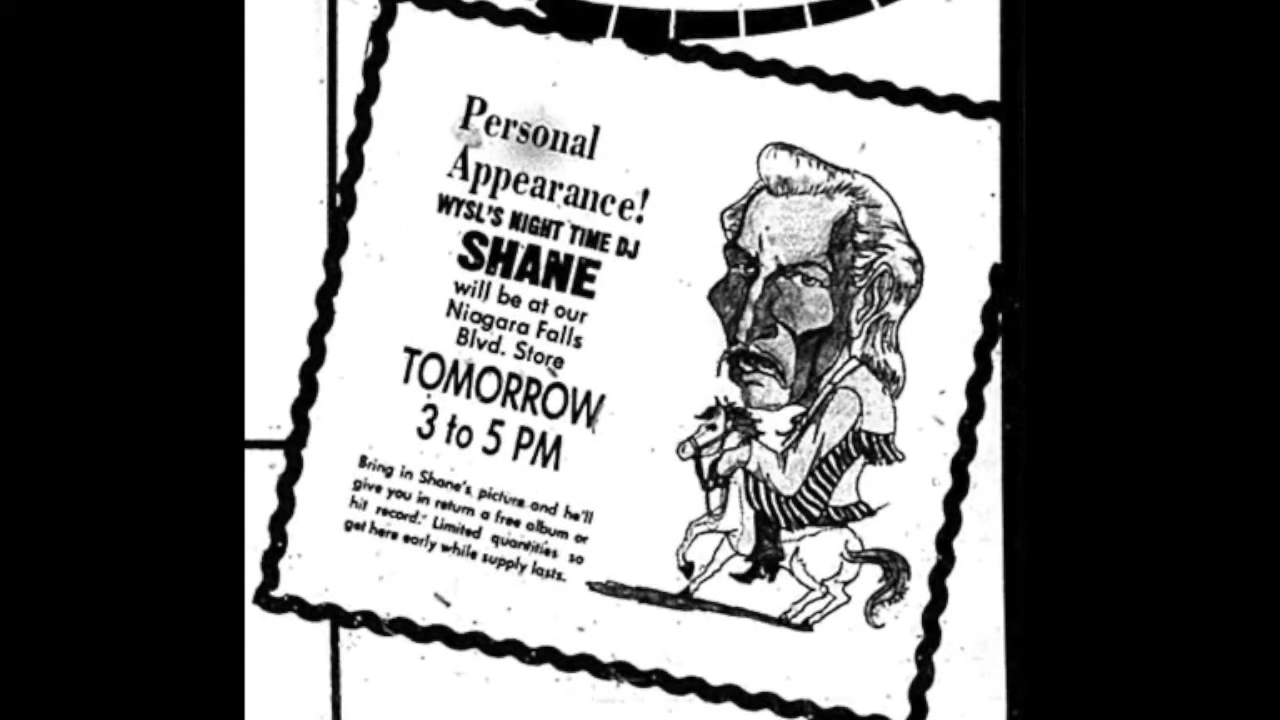 Personal
Appearance!
WYSL'S NIGHT TIME DJ
SHANE
will be at our
Niagara Falls
Blvd. Store
TOMORROW
3 to 5 PM
Bring in Shane's picture and he'll
give you in return a free album or
hit record." Limited quantities so
get here early while supply lasts.